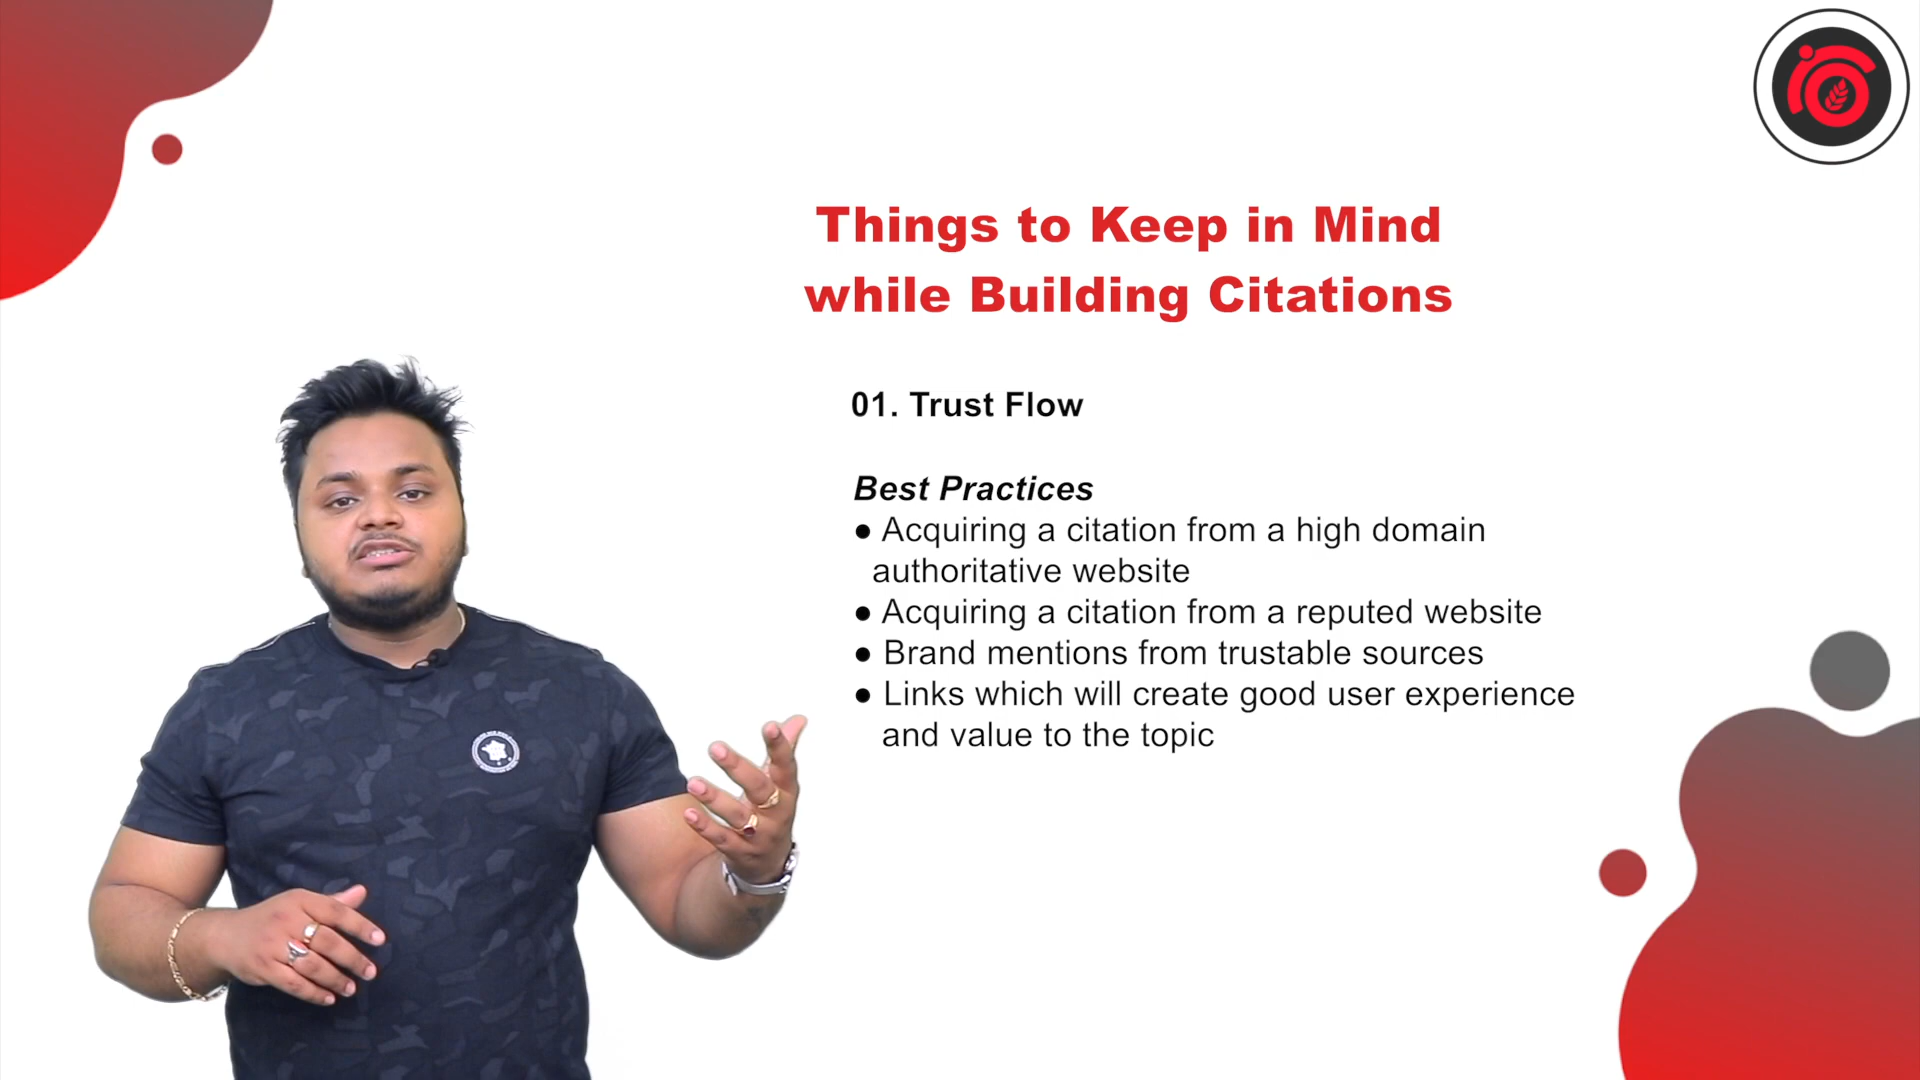 Things to Keep in Mind
while Building Citations
01. Trust Flow
Best Practices
● Acquiring a citation from a high domain
authoritative website
● Acquiring a citation from a reputed website
● Brand mentions from trustable sources
● Links which will create good user experience
and value to the topic